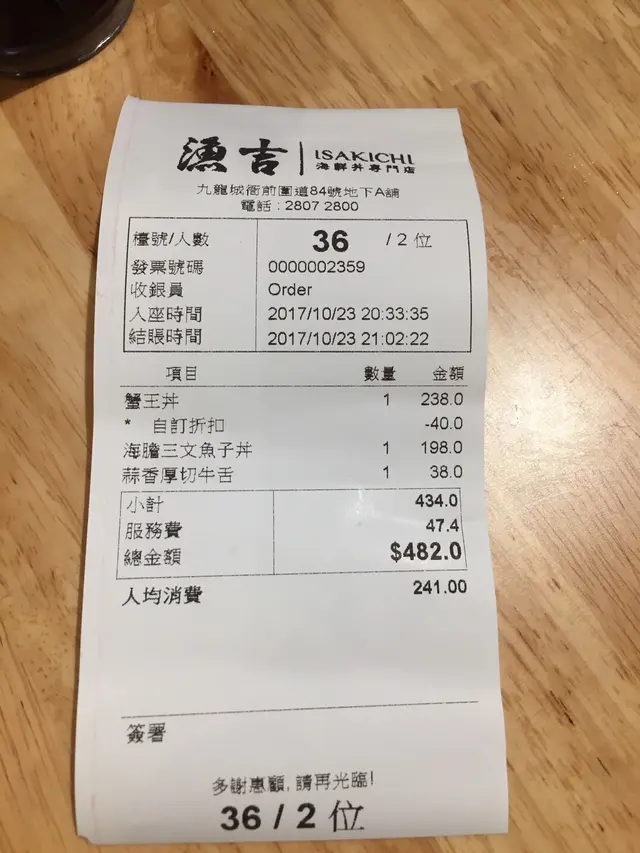 漁吉 ISAKICHI
海鮮丼專門店
九龍城衙前圍道84號地下A舖
電話 : 2807 2800
檯號/人數 36 / 2 位
發票號碼 0000002359
收銀員 Order
入座時間 2017/10/23 20:33:35
結賬時間 2017/10/23 21:02:22
項目 數量 金額
蟹王丼 1 238.0
* 自訂折扣 -40.0
海膽三文魚子丼 1 198.0
蒜香厚切牛舌 1 38.0
小計 434.0
服務費 47.4
總金額 $482.0
人均消費 241.00
簽署
多謝惠顧, 請再光臨!
36 / 2 位